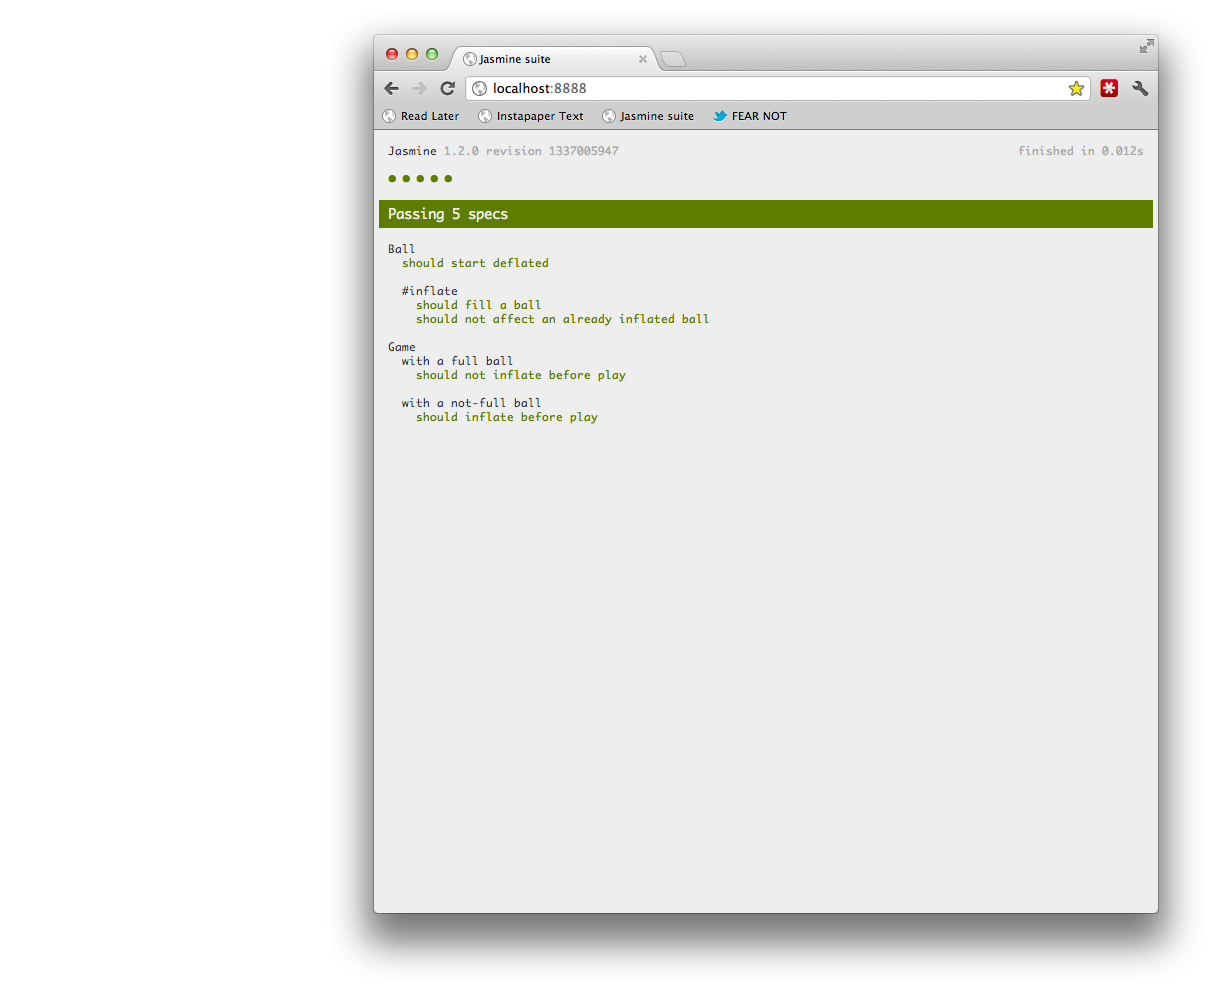 Jasmine suite
localhost:8888
Read Later Instapaper Text Jasmine suite FEAR NOT
Jasmine 1.2.0 revision 1337005947 finished in 0.012s
Passing 5 specs
Ball
should start deflated
#inflate
should fill a ball
should not affect an already inflated ball
Game
with a full ball
should not inflate before play
with a not-full ball
should inflate before play